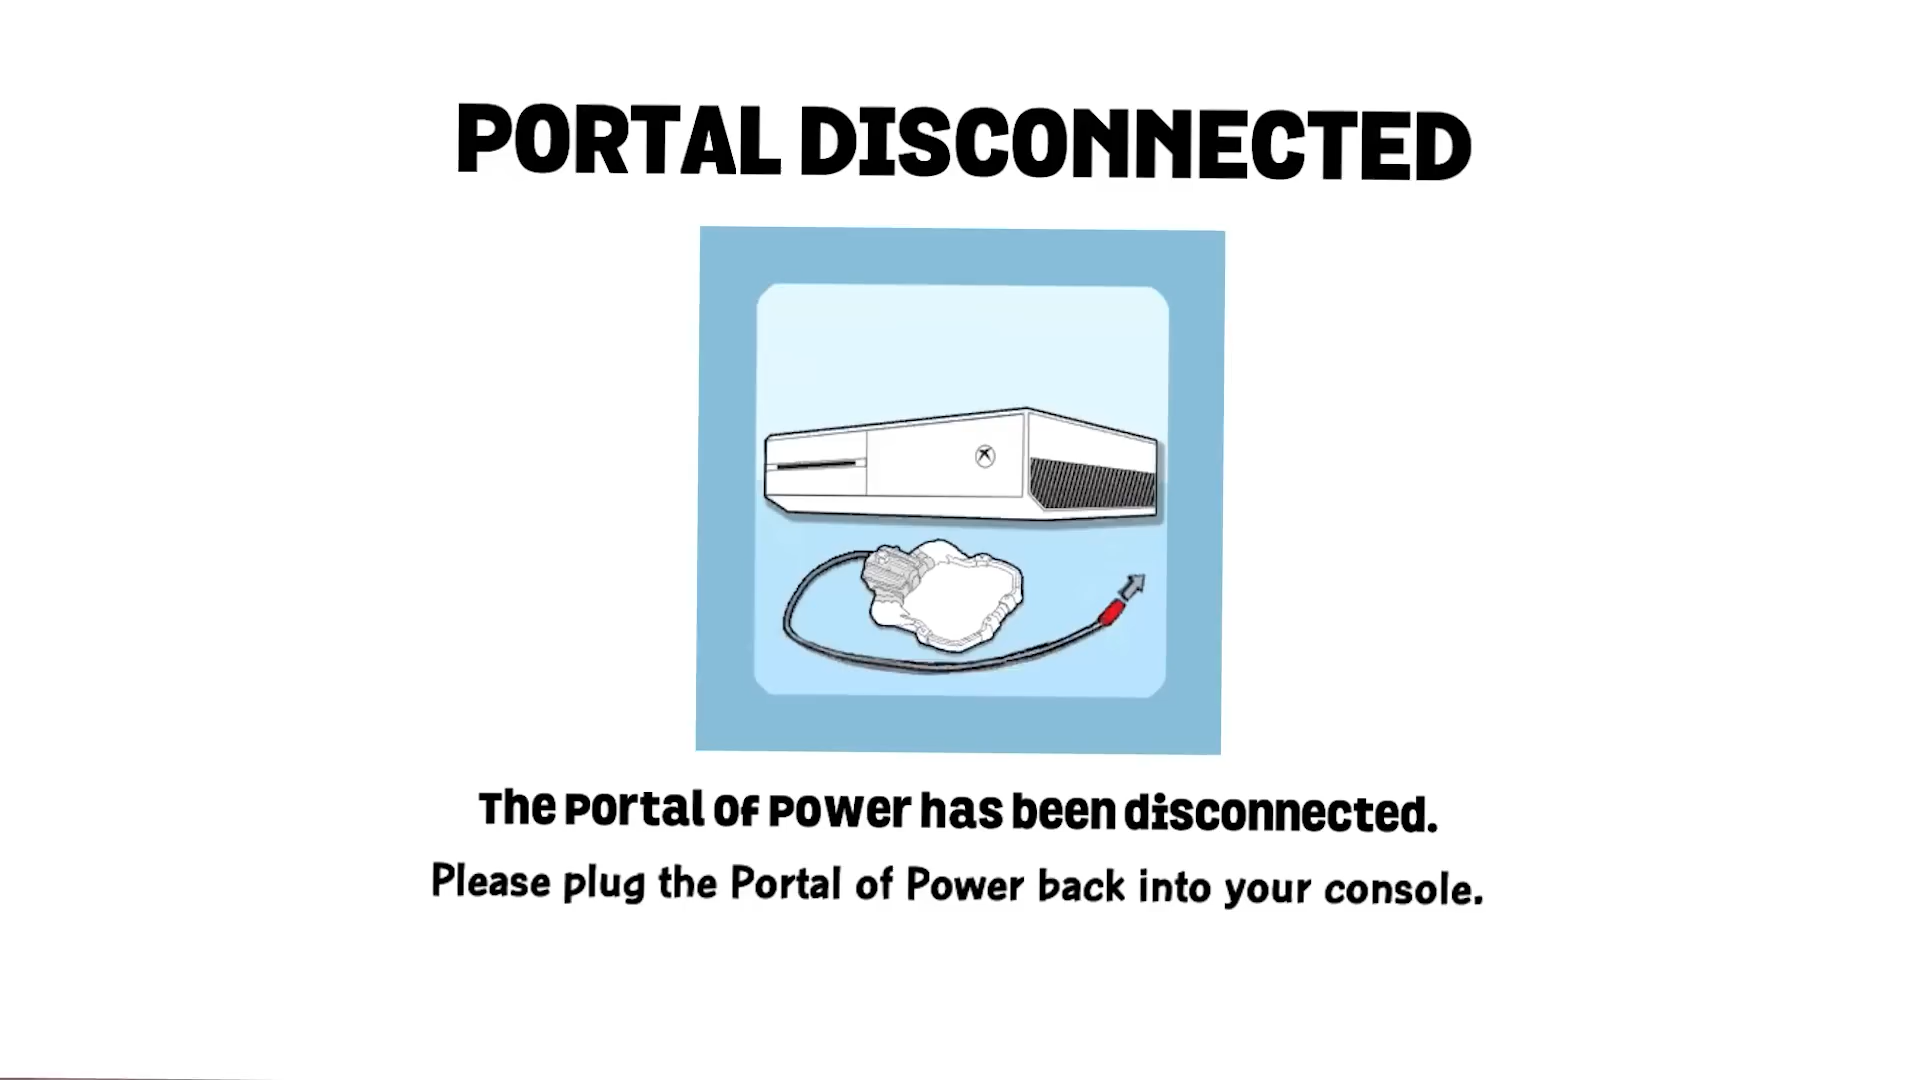 PORTAL DISCONNECTED
The Portal of Power has been disconnected.
Please plug the Portal of Power back into your console.